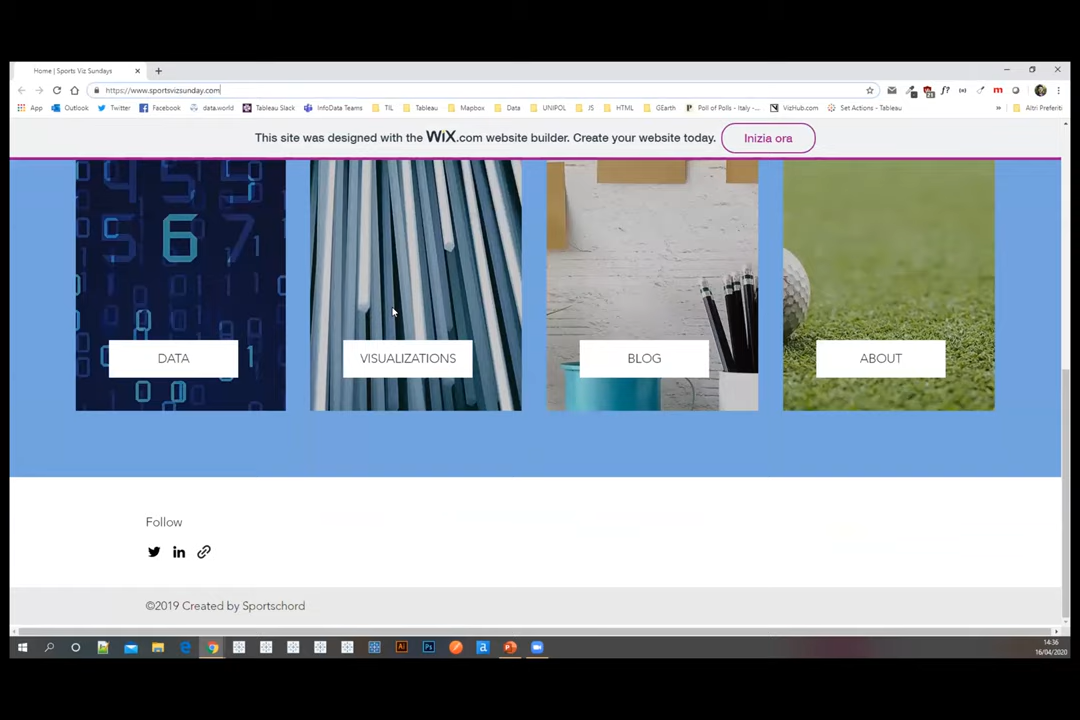 Home | Sports Viz Sundays
https://www.sportsvizsunday.com
App Outlook Twitter Facebook data.world Tableau Slack InfoData Teams TIL Tableau Mapbox Data UNIPOL JS HTML GEarth Poll of Polls - Italy -... VizHub.com Set Actions - Tableau » Altri Preferiti
This site was designed with the WiX.com website builder. Create your website today. Inizia ora
DATA VISUALIZATIONS BLOG ABOUT
Follow
©2019 Created by Sportschord
14:36
16/04/2020